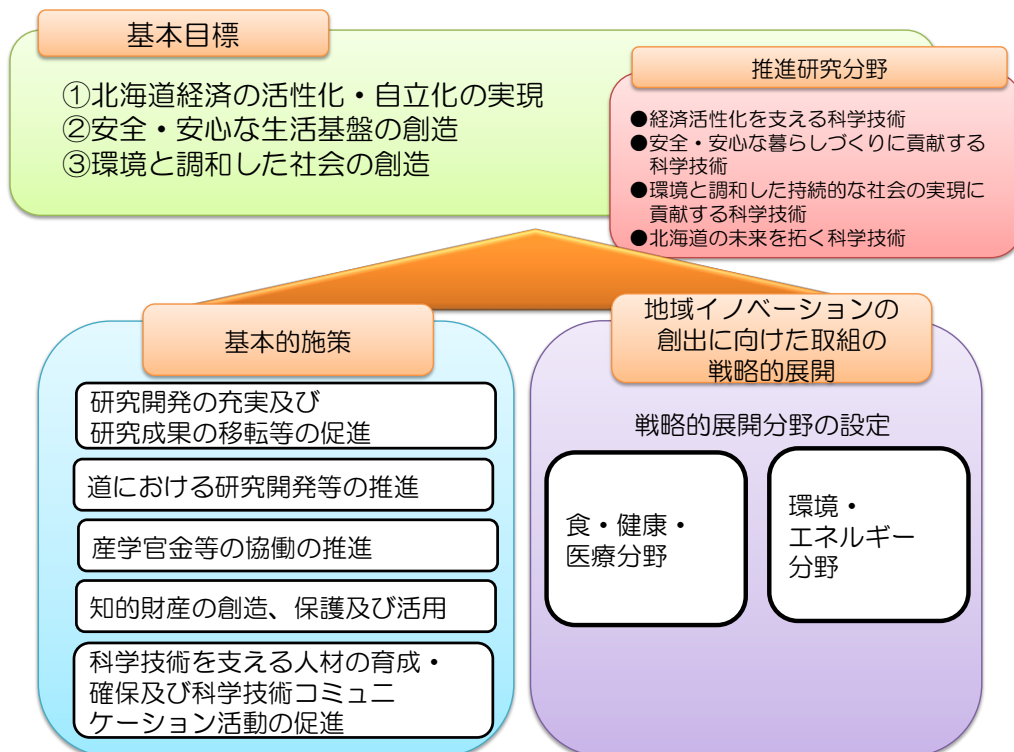 基本目標
①北海道経済の活性化・自立化の実現
②安全・安心な生活基盤の創造
③環境と調和した社会の創造
推進研究分野
●経済活性化を支える科学技術
●安全・安心な暮らしづくりに貢献する
科学技術
●環境と調和した持続的な社会の実現に
貢献する科学技術
●北海道の未来を拓く科学技術
基本的施策
研究開発の充実及び
研究成果の移転等の促進
道における研究開発等の推進
産学官金等の協働の推進
知的財産の創造、保護及び活用
科学技術を支える人材の育成・
確保及び科学技術コミュニ
ケーション活動の促進
地域イノベーションの
創出に向けた取組の
戦略的展開
戦略的展開分野の設定
食・健康・
医療分野
環境・
エネルギー
分野